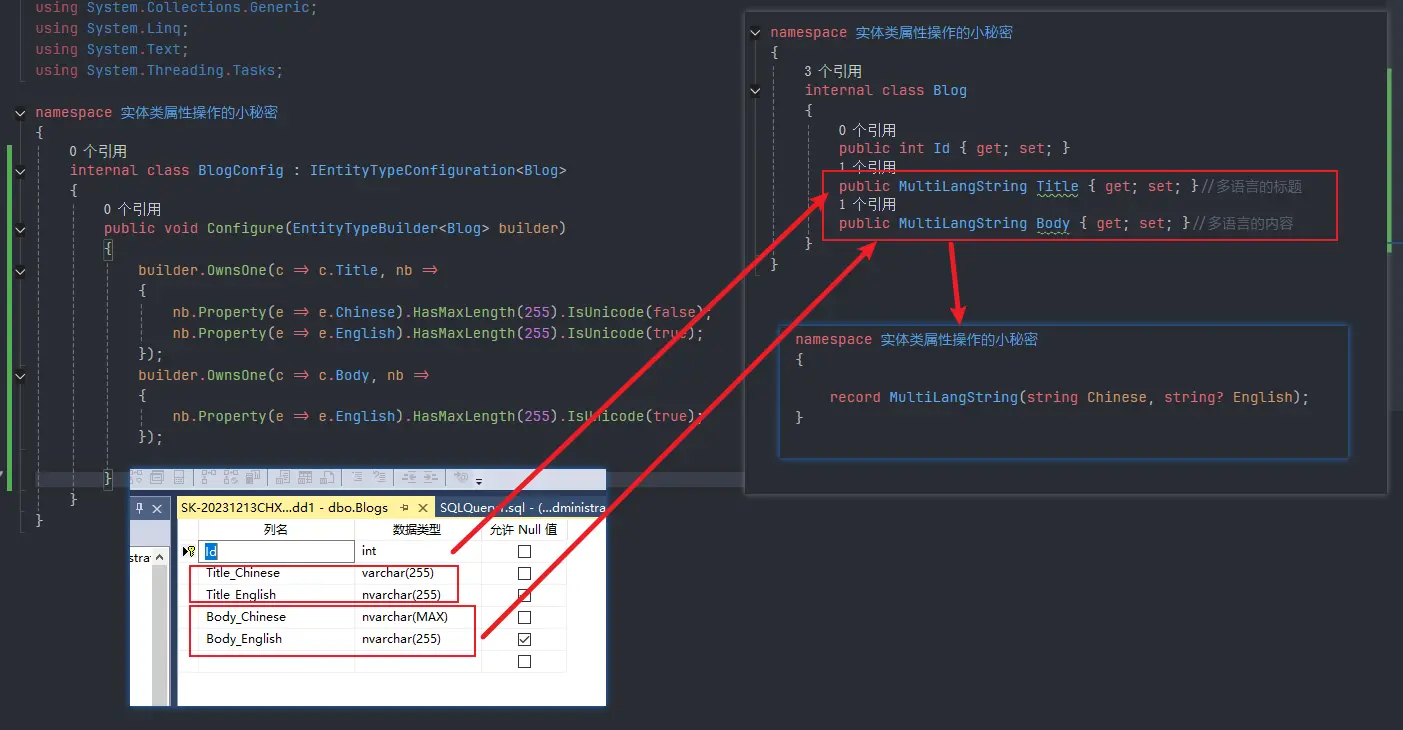 using System.Collections.Generic;
using System.Linq;
using System.Text;
using System.Threading.Tasks;
namespace 实体类属性操作的小秘密
{
0 个引用
internal class BlogConfig : IEntityTypeConfiguration<Blog>
{
0 个引用
public void Configure(EntityTypeBuilder<Blog> builder)
{
builder.OwnsOne(c => c.Title, nb =>
{
nb.Property(e => e.Chinese).HasMaxLength(255).IsUnicode(false);
nb.Property(e => e.English).HasMaxLength(255).IsUnicode(true);
});
builder.OwnsOne(c => c.Body, nb =>
{
nb.Property(e => e.English).HasMaxLength(255).IsUnicode(true);
});
}
}
}
namespace 实体类属性操作的小秘密
{
3 个引用
internal class Blog
{
0 个引用
public int Id { get; set; }
1 个引用
public MultiLangString Title { get; set; }//多语言的标题
1 个引用
public MultiLangString Body { get; set; }//多语言的内容
}
}
namespace 实体类属性操作的小秘密
{
record MultiLangString(string Chinese, string? English);
}
SK-20231213CHX...dd1 - dbo.Blogs
SQLQuery1.sql - (...dministra
strat
列名 数据类型 允许 Null 值
Id int
Title_Chinese varchar(255)
Title_English nvarchar(255)
Body_Chinese nvarchar(MAX)
Body_English nvarchar(255)